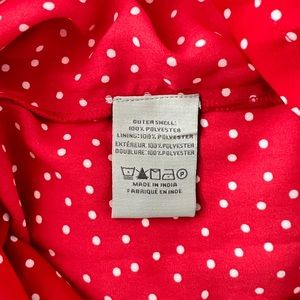 OUTER SHELL:
100% POLYESTER
LINING: 100% POLYESTER
EXTÉRIEUR: 100% POLYESTER
DOUBLURE: 100% POLYESTER
MADE IN INDIA
FABRIQUÉ EN INDE